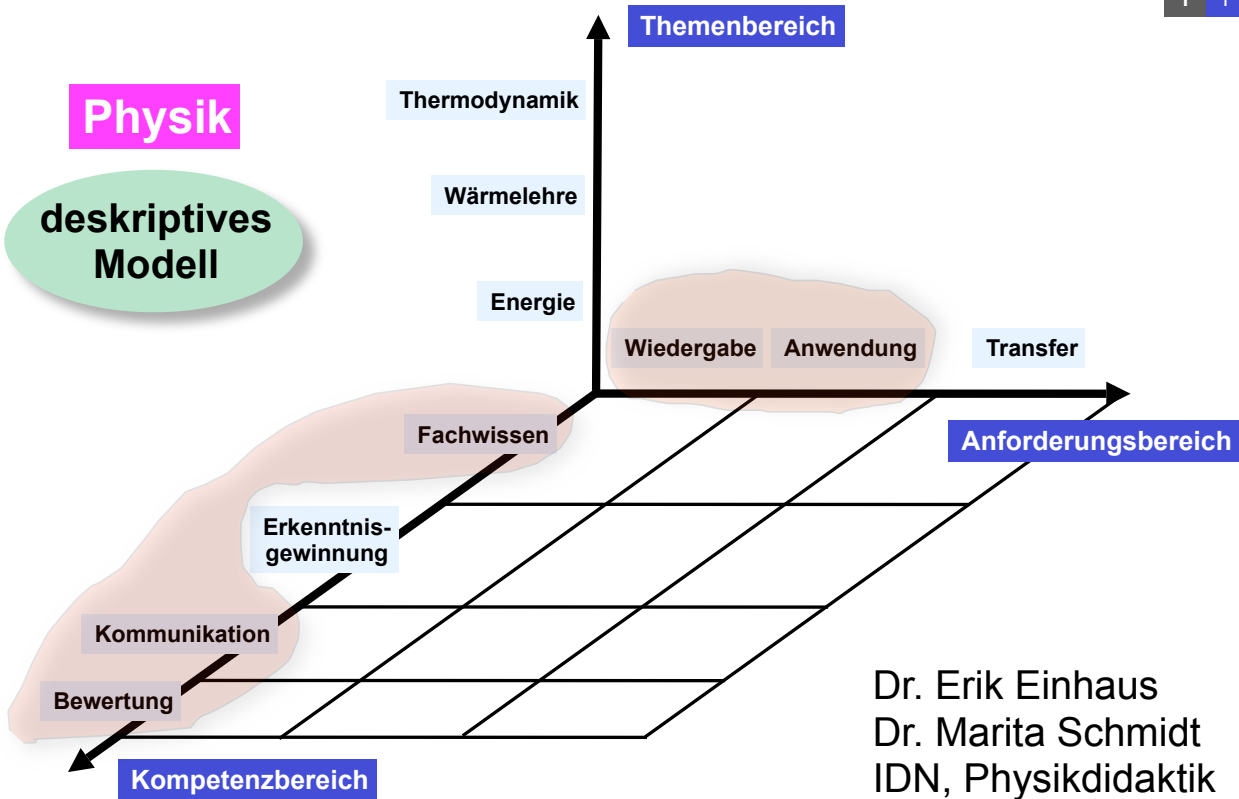 Themenbereich
Physik
Thermodynamik
deskriptives
Modell
Wärmelehre
Energie
Wiedergabe
Anwendung
Transfer
Fachwissen
Anforderungsbereich
Erkenntnis-
gewinnung
Kommunikation
Bewertung
Kompetenzbereich
Dr. Erik Einhaus
Dr. Marita Schmidt
IDN, Physikdidaktik